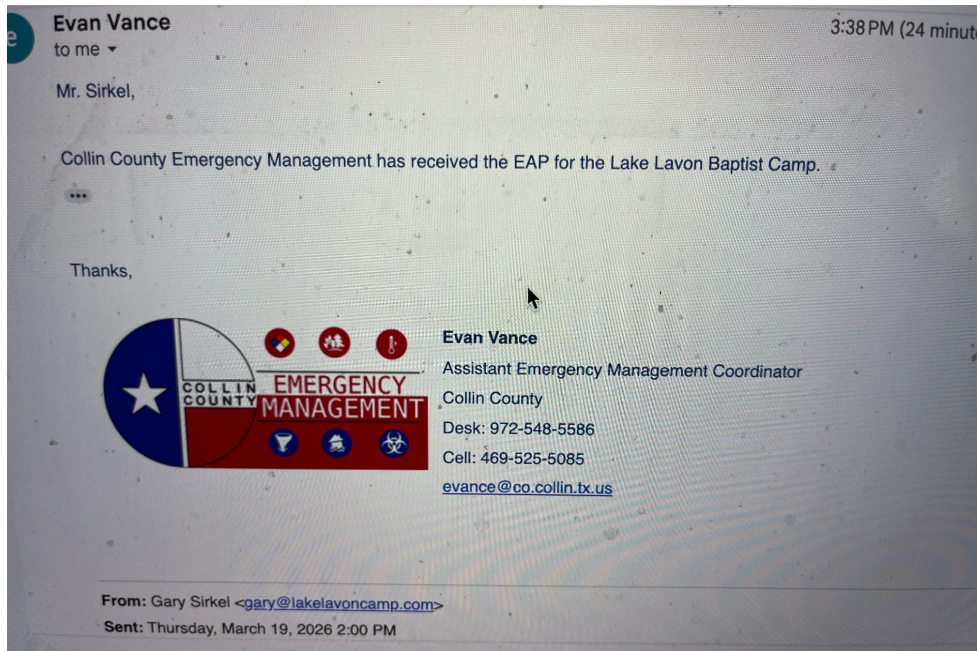 e
Evan Vance
3:38 PM (24
to me
Mr. Sirkel,
Collin County Emergency Management has received the EAP for the Lake Lavon Baptist Camp.
Thanks,
COLLIN
COUNTY
EMERGENCY
MANAGEMENT
Evan Vance
Assistant Emergency Management Coordinator
Collin County
Desk: 972-548-5586
Cell: 469-525-5085
evance@co.collin.tx.us
From: Gary Sirkel <gary@lakelavoncamp.com>
Sent: Thursday, March 19, 2026 2:00 PM